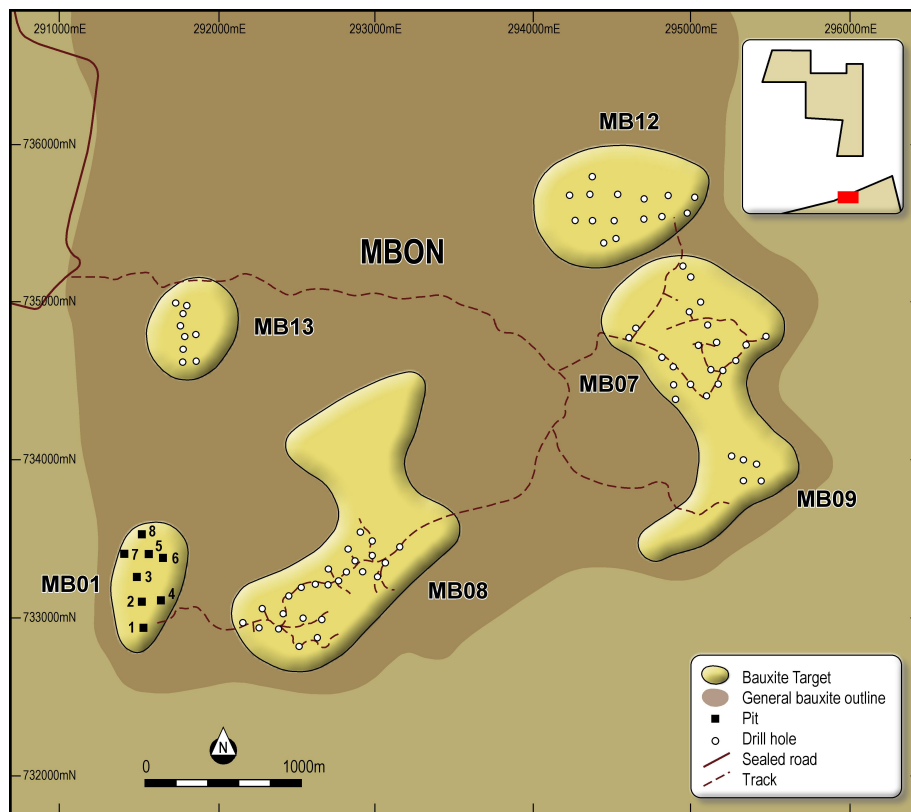 291000mE 292000mE 293000mE 294000mE 295000mE 296000mE
736000mN
735000mN
734000mN
733000mN
732000mN
MB12
MBON
MB13
MB07
MB09
MB01
MB08
8
7 5 6
3
2 4
1
N
0 1000m
Bauxite Target
General bauxite outline
Pit
Drill hole
Sealed road
Track